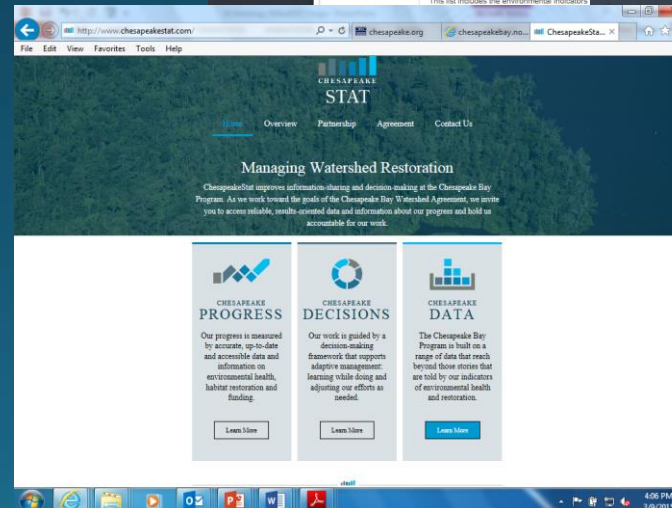 This list includes the environmental indicators
http://www.chesapeakestat.com/
chesapeake.org
chesapeakebay.no...
ChesapeakeSta...
File Edit View Favorites Tools Help
CHESAPEAKE
STAT
Home Overview Partnership Agreement Contact Us
Managing Watershed Restoration
ChesapeakeStat improves information-sharing and decision-making at the Chesapeake Bay
Program. As we work toward the goals of the Chesapeake Bay Watershed Agreement, we invite
you to access reliable, results-oriented data and information about our progress and hold us
accountable for our work.
CHESAPEAKE
PROGRESS
Our progress is measured
by accurate, up-to-date
and accessible data and
information on
environmental health,
habitat restoration and
funding.
Learn More
CHESAPEAKE
DECISIONS
Our work is guided by a
decision-making
framework that supports
adaptive management:
learning while doing and
adjusting our efforts as
needed.
Learn More
CHESAPEAKE
DATA
The Chesapeake Bay
Program is built on a
range of data that reach
beyond those stories that
are told by our indicators
of environmental health
and restoration.
Learn More
4:06 PM